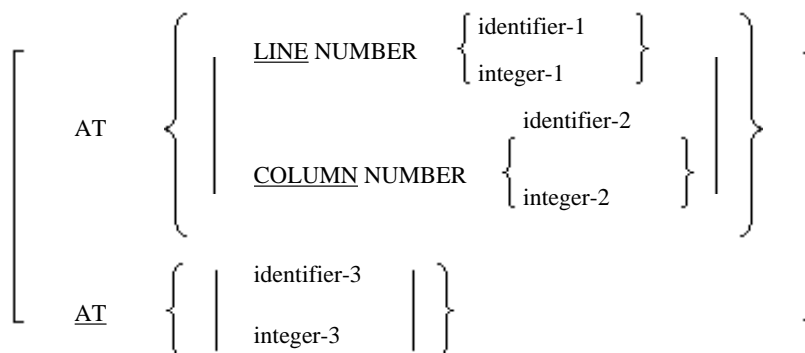 identifier-1
LINE NUMBER
integer-1
AT
identifier-2
COLUMN NUMBER
integer-2
identifier-3
AT
integer-3